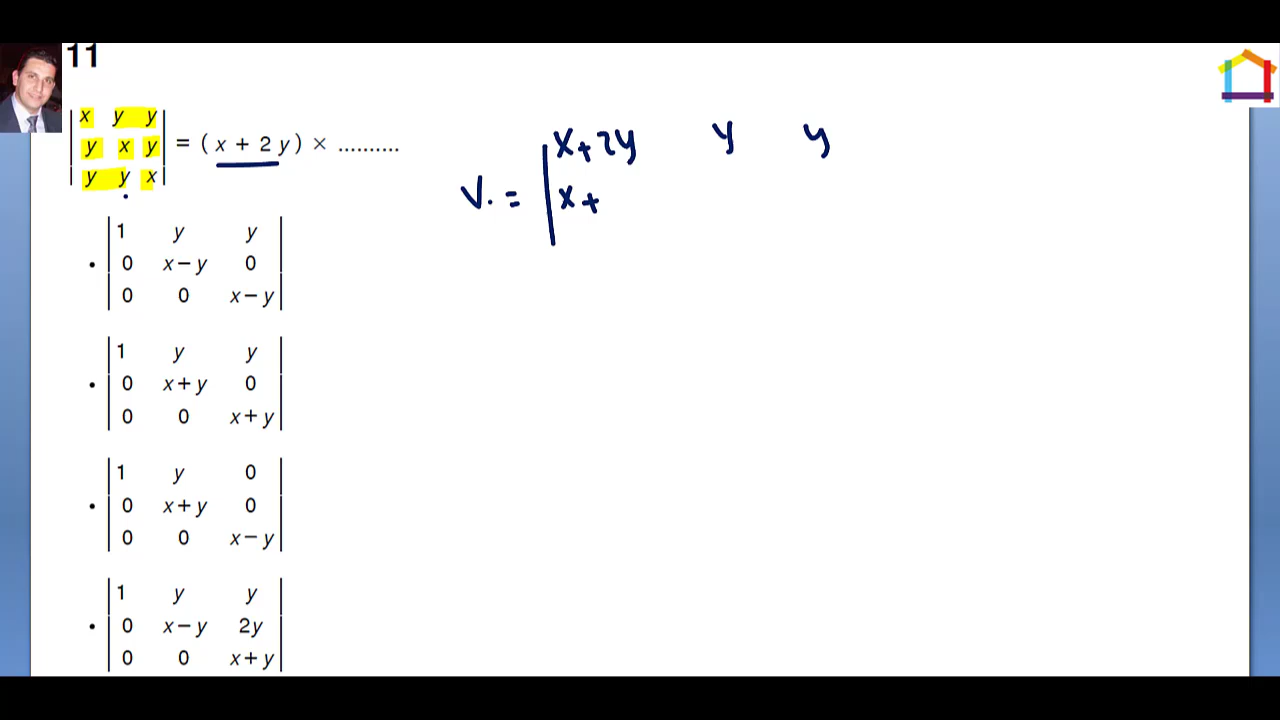 11
| x y y |
| y x y | = ( x + 2 y ) × ..........
| y y x |
V. = | x+2y y y
| x+
• | 1 y y |
| 0 x − y 0 |
| 0 0 x − y |
• | 1 y y |
| 0 x + y 0 |
| 0 0 x + y |
• | 1 y 0 |
| 0 x + y 0 |
| 0 0 x − y |
• | 1 y y |
| 0 x − y 2y |
| 0 0 x + y |